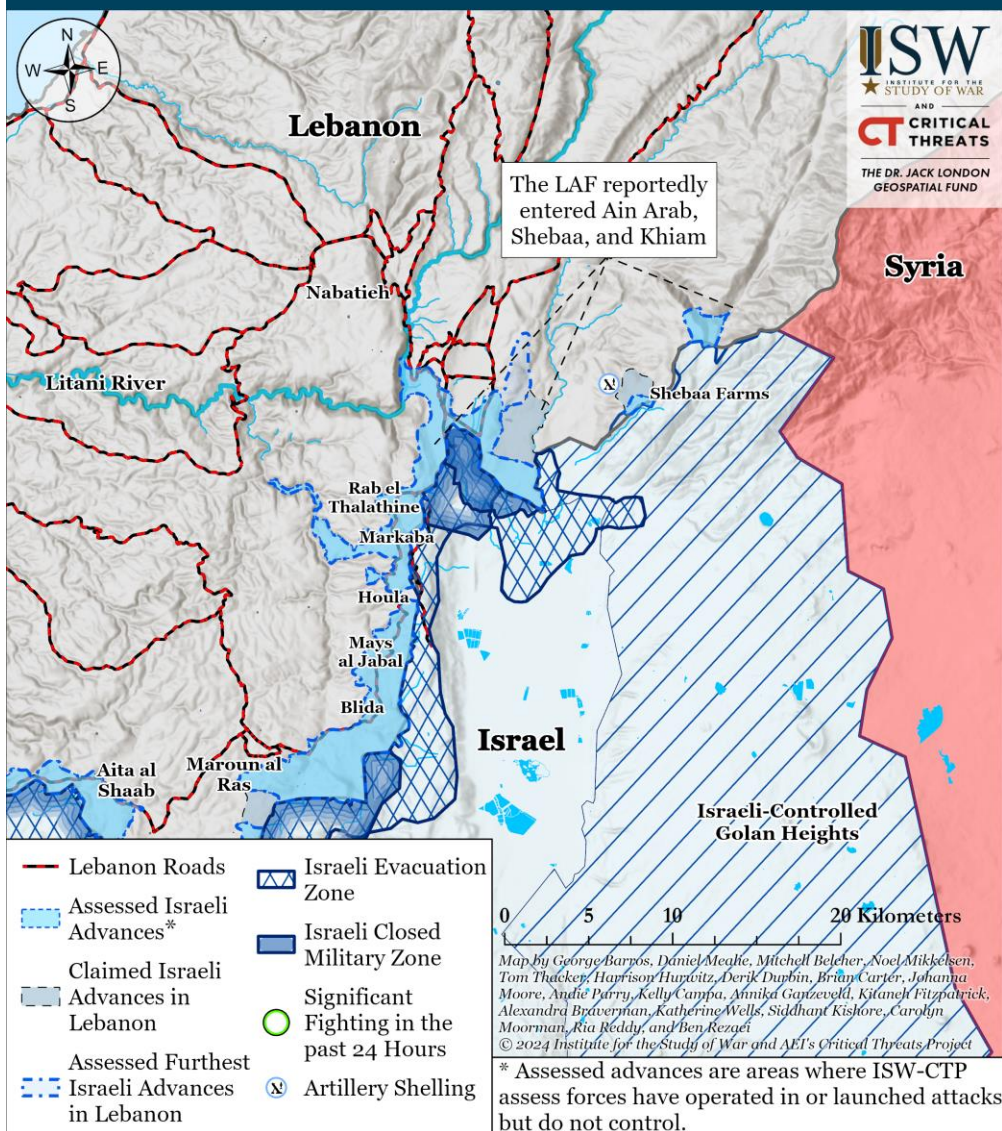 N
W
E
S
ISW
INSTITUTE FOR THE
STUDY OF WAR
AND
CT CRITICAL
THREATS
THE DR. JACK LONDON
GEOSPATIAL FUND
Lebanon
The LAF reportedly
entered Ain Arab,
Shebaa, and Khiam
Syria
Nabatieh
Litani River
Shebaa Farms
Rab el
Thalathine
Markaba
Houla
Mays
al Jabal
Blida
Israel
Aita al
Shaab
Maroun al
Ras
Israeli-Controlled
Golan Heights
Lebanon Roads
Assessed Israeli
Advances*
Claimed Israeli
Advances in
Lebanon
Assessed Furthest
Israeli Advances
in Lebanon
Israeli Evacuation
Zone
Israeli Closed
Military Zone
Significant
Fighting in the
past 24 Hours
Artillery Shelling
0 5 10 20 Kilometers
Map by George Barros, Daniel Mealie, Mitchell Belcher, Noel Mikkelsen,
Tom Thacker, Harrison Hurwitz, Derik Durbin, Brian Carter, Johanna
Moore, Andie Parry, Kelly Campa, Annika Ganzeveld, Kitaneh Fitzpatrick,
Alexandra Braverman, Katherine Wells, Siddhant Kishore, Carolyn
Moorman, Ria Reddy, and Ben Rezaei
© 2024 Institute for the Study of War and AEI's Critical Threats Project
* Assessed advances are areas where ISW-CTP
assess forces have operated in or launched attacks
but do not control.